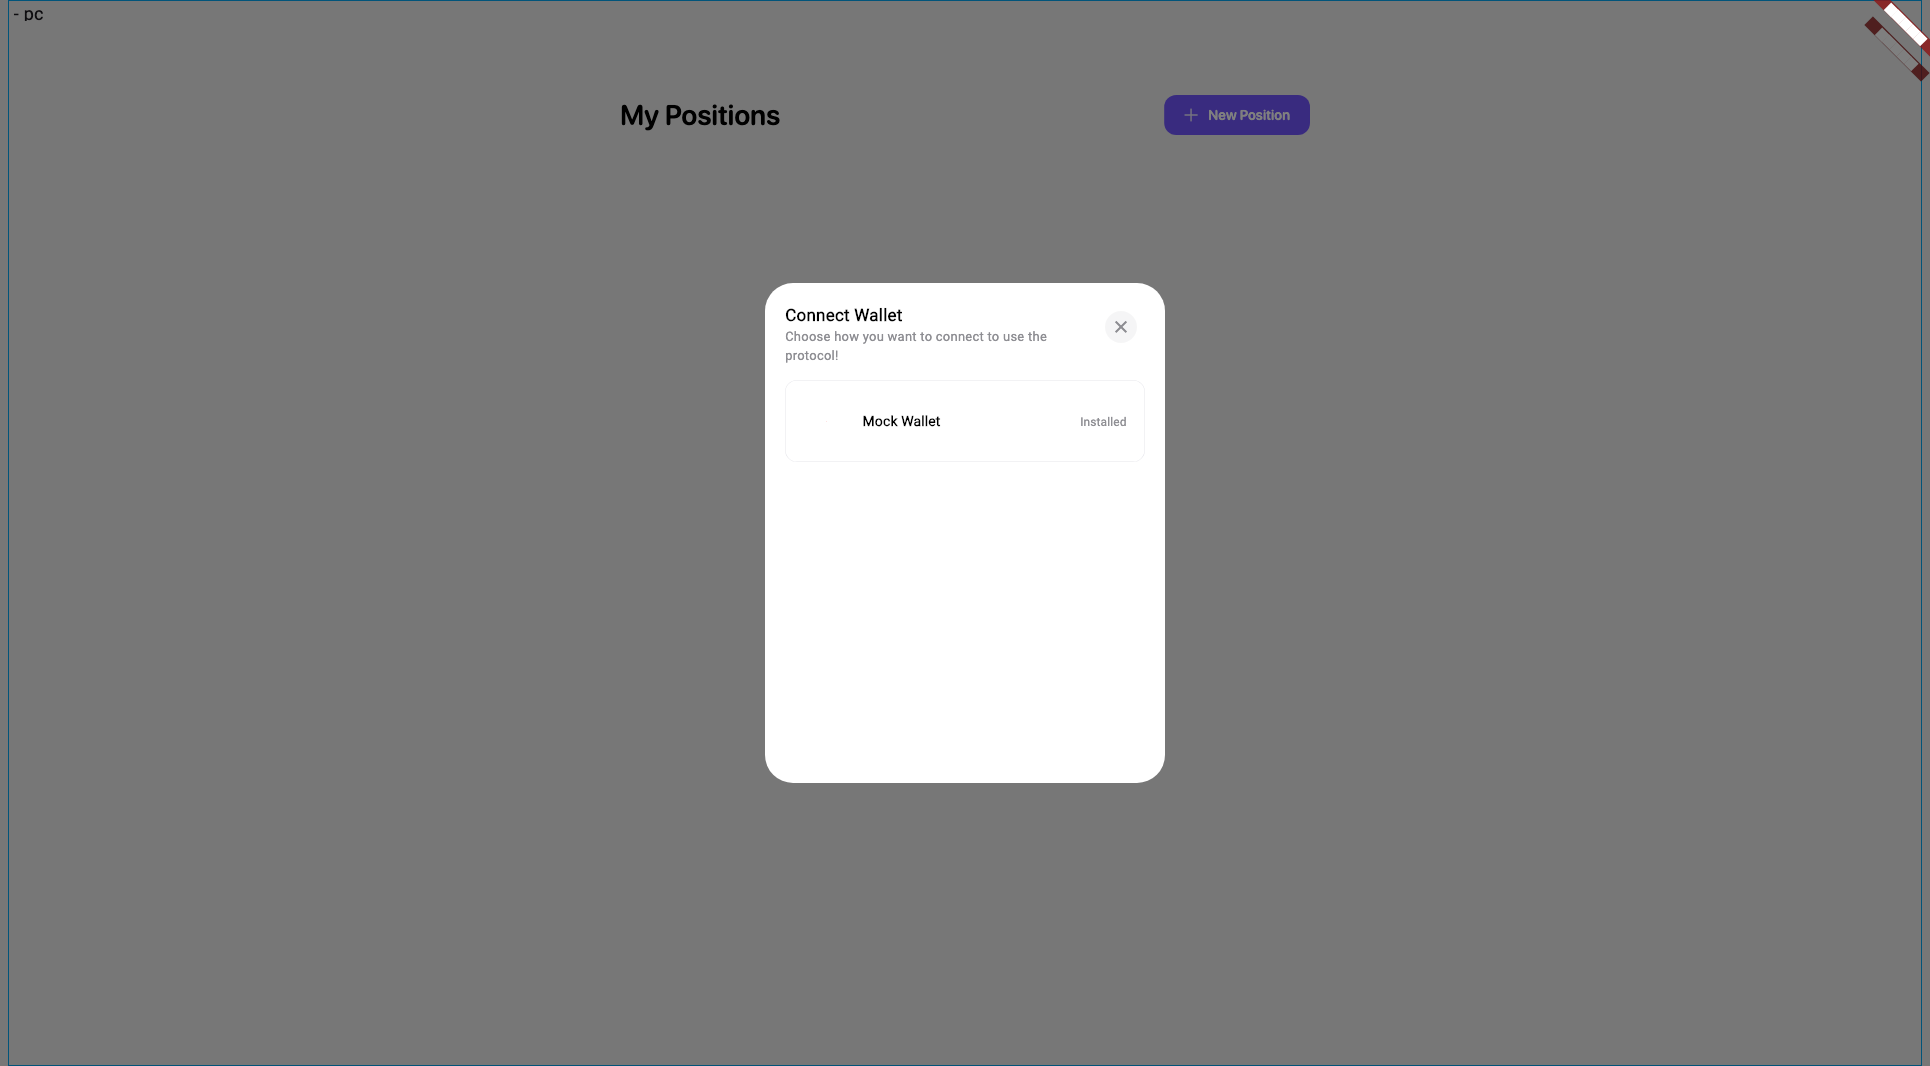 - pc
My Positions
New Position
Connect Wallet
Choose how you want to connect to use the
protocol!
Mock Wallet
Installed